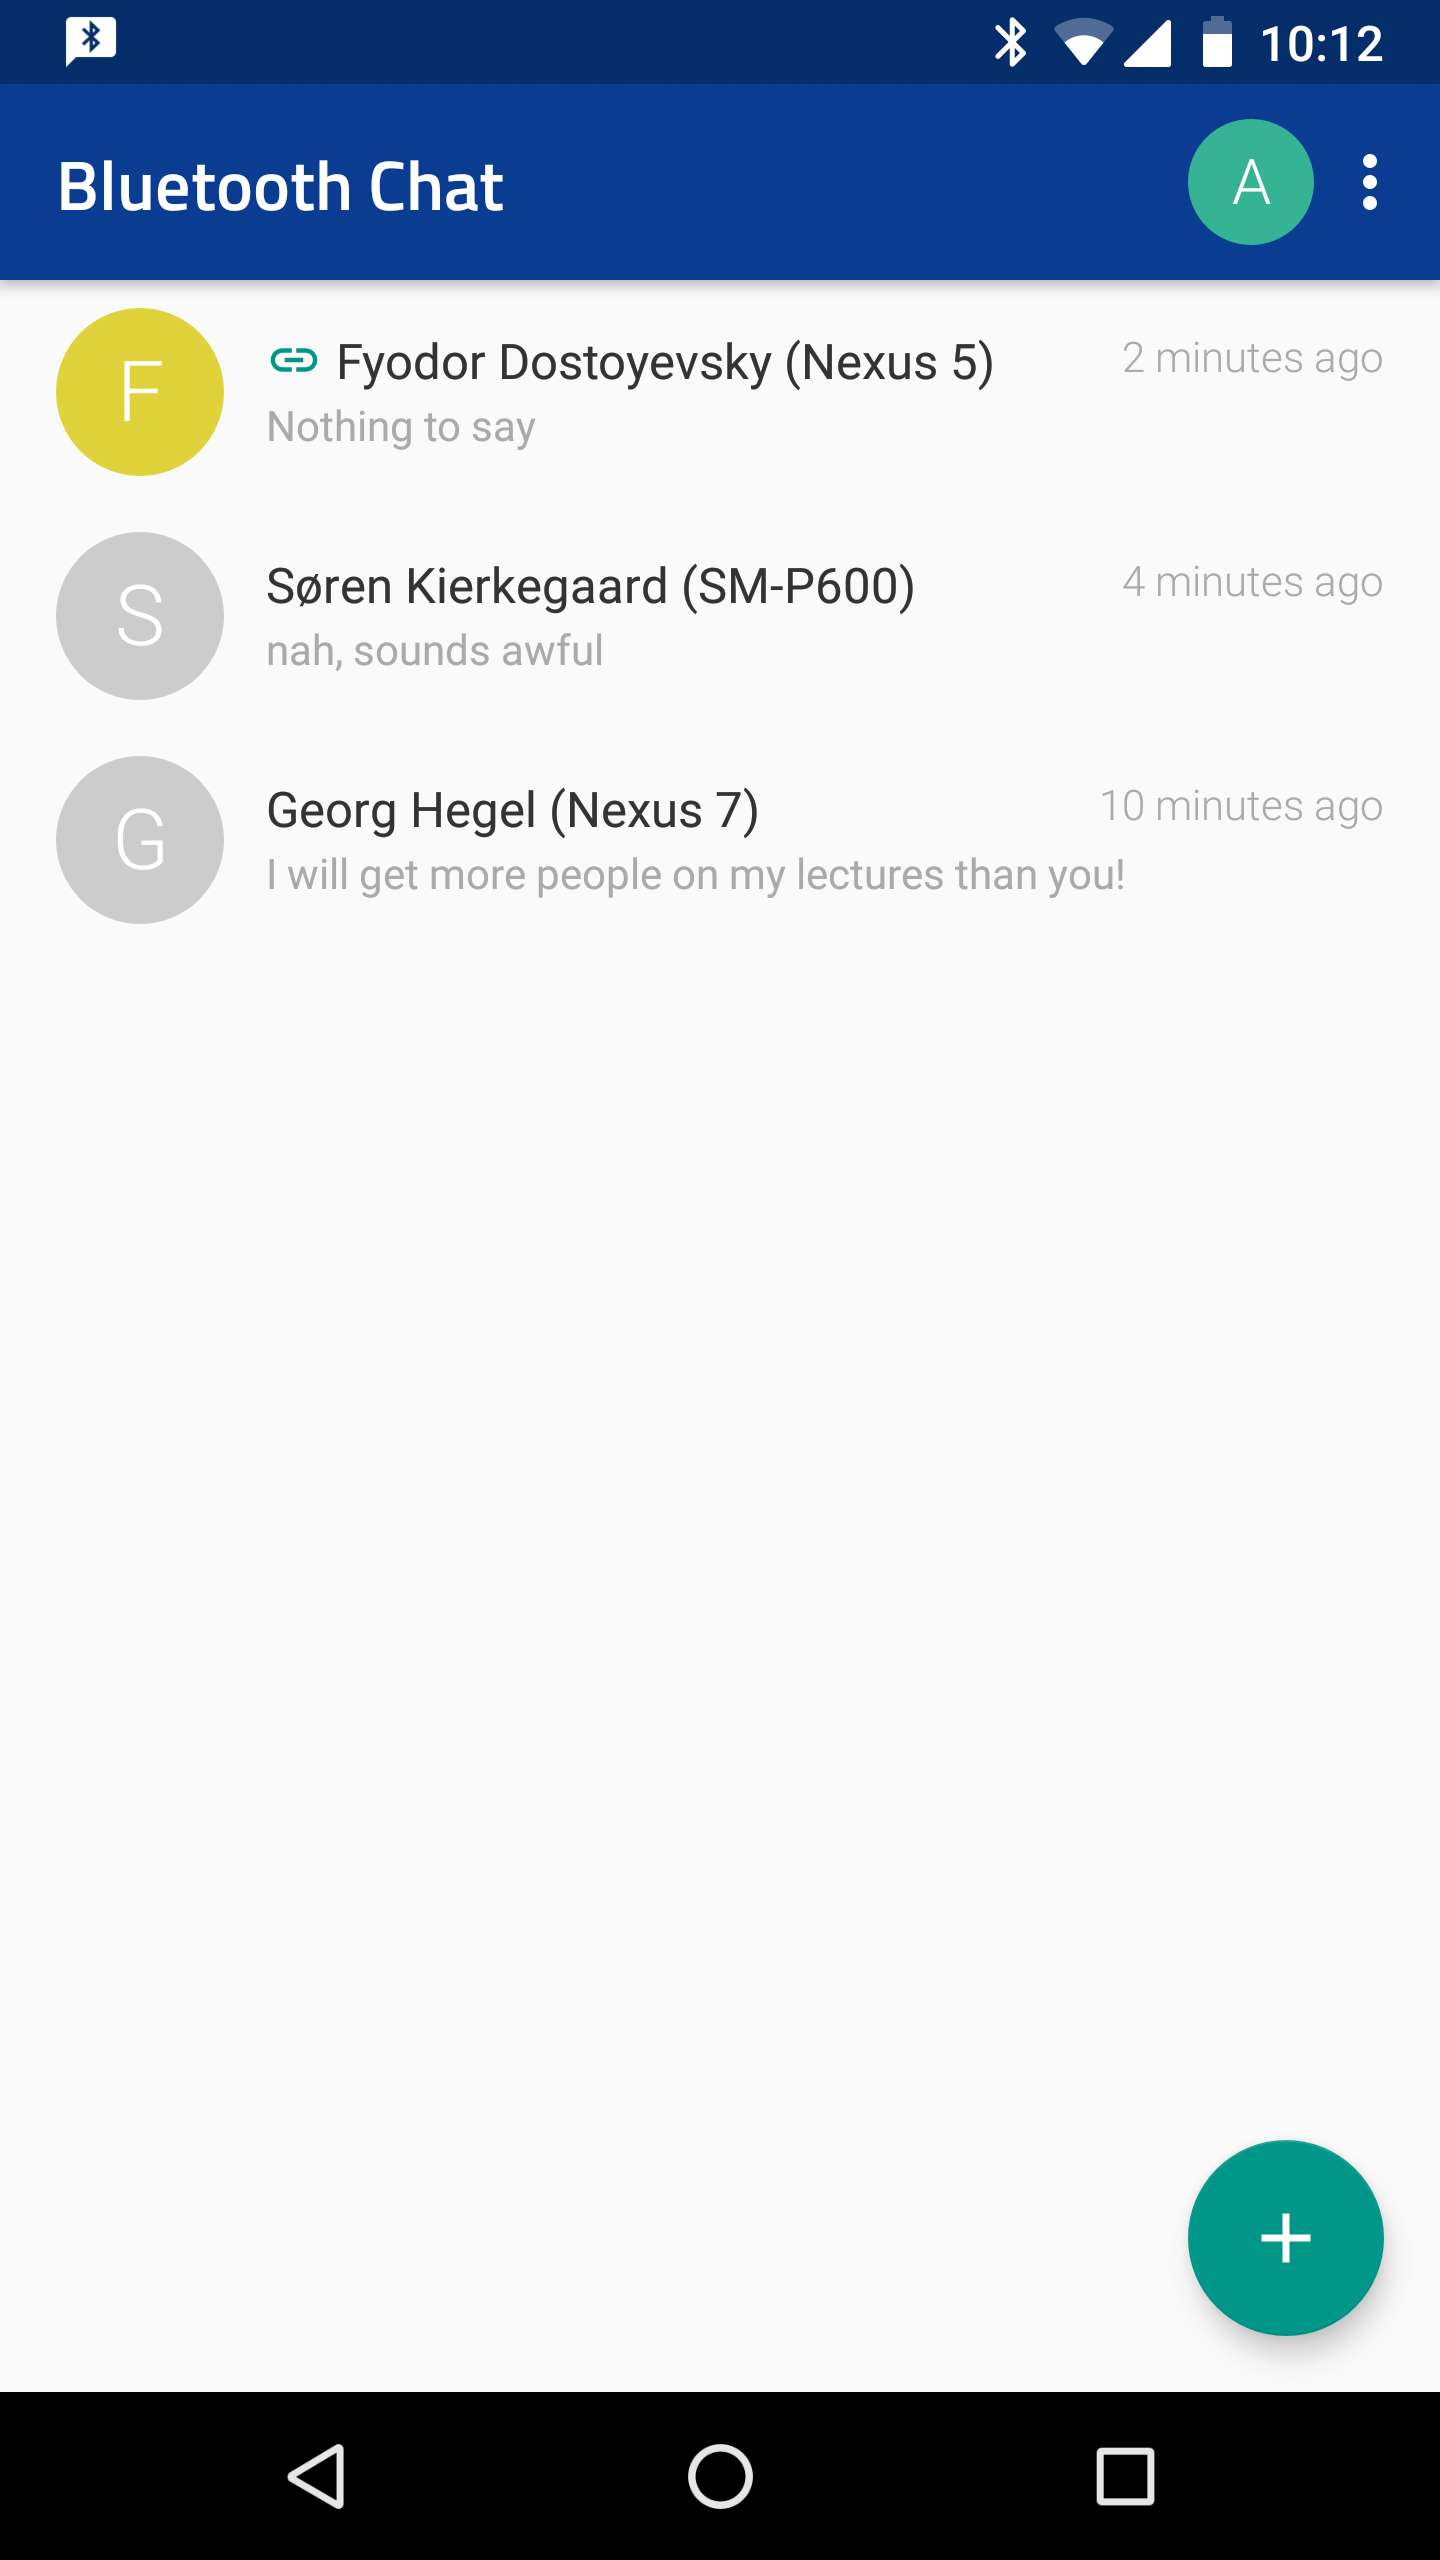 10:12
Bluetooth Chat
A
F
Fyodor Dostoyevsky (Nexus 5)
2 minutes ago
Nothing to say
S
Søren Kierkegaard (SM-P600)
4 minutes ago
nah, sounds awful
G
Georg Hegel (Nexus 7)
10 minutes ago
I will get more people on my lectures than you!